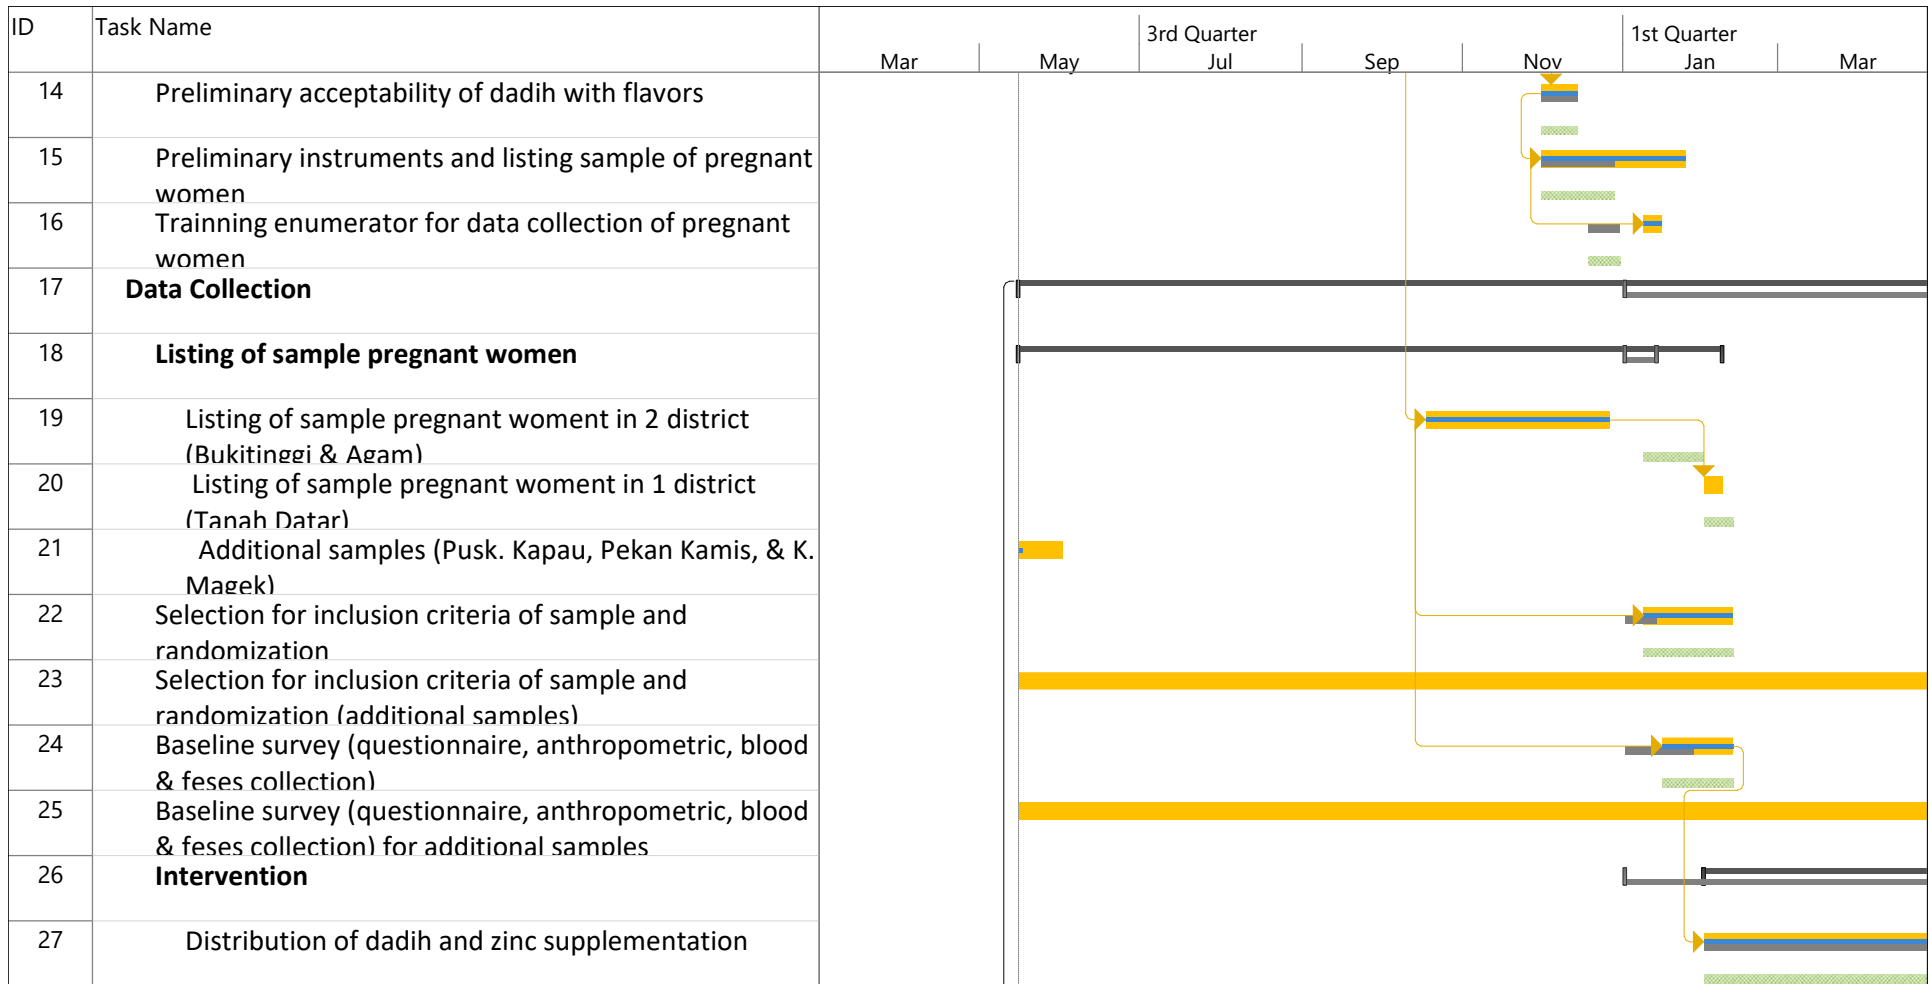 ID
Task Name
3rd Quarter
1st Quarter
Mar
May
Jul
Sep
Nov
Jan
Mar
14
Preliminary acceptability of dadih with flavors
15
Preliminary instruments and listing sample of pregnant
women
16
Trainning enumerator for data collection of pregnant
women
17
Data Collection
18
Listing of sample pregnant women
19
Listing of sample pregnant woment in 2 district
(Bukitinggi & Agam)
20
Listing of sample pregnant woment in 1 district
(Tanah Datar)
21
Additional samples (Pusk. Kapau, Pekan Kamis, & K.
Magek)
22
Selection for inclusion criteria of sample and
randomization
23
Selection for inclusion criteria of sample and
randomization (additional samples)
24
Baseline survey (questionnaire, anthropometric, blood
& feses collection)
25
Baseline survey (questionnaire, anthropometric, blood
& feses collection) for additional samples
26
Intervention
27
Distribution of dadih and zinc supplementation